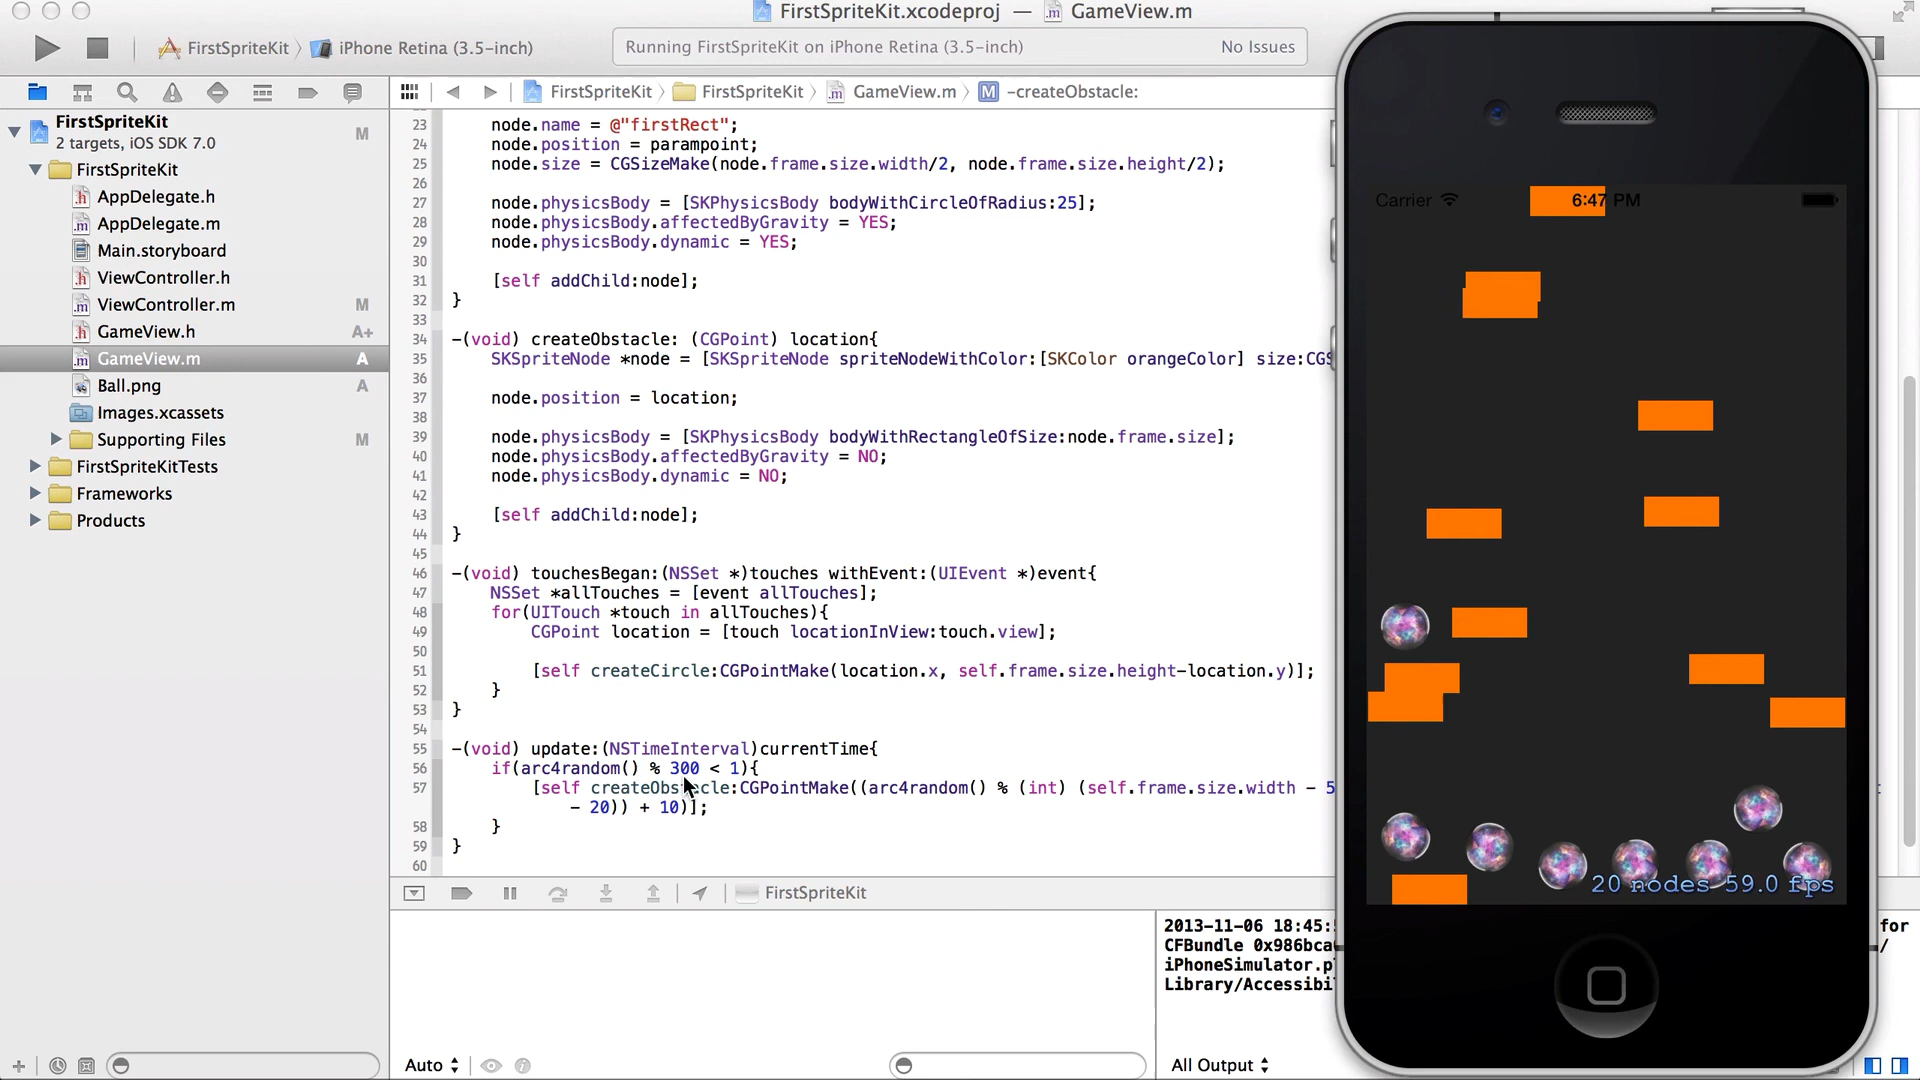 FirstSpriteKit.xcodeproj — GameView.m
FirstSpriteKit iPhone Retina (3.5-inch)
Running FirstSpriteKit on iPhone Retina (3.5-inch) No Issues
FirstSpriteKit FirstSpriteKit GameView.m M -createObstacle:
FirstSpriteKit M
2 targets, iOS SDK 7.0
FirstSpriteKit
AppDelegate.h
AppDelegate.m
Main.storyboard
ViewController.h
ViewController.m M
GameView.h A+
GameView.m A
Ball.png A
Images.xcassets
Supporting Files M
FirstSpriteKitTests
Frameworks
Products
23 node.name = @"firstRect";
24 node.position = parampoint;
25 node.size = CGSizeMake(node.frame.size.width/2, node.frame.size.height/2);
26
27 node.physicsBody = [SKPhysicsBody bodyWithCircleOfRadius:25];
28 node.physicsBody.affectedByGravity = YES;
29 node.physicsBody.dynamic = YES;
30
31 [self addChild:node];
32 }
33
34 -(void) createObstacle: (CGPoint) location{
35 SKSpriteNode *node = [SKSpriteNode spriteNodeWithColor:[SKColor orangeColor] size:CGS
36
37 node.position = location;
38
39 node.physicsBody = [SKPhysicsBody bodyWithRectangleOfSize:node.frame.size];
40 node.physicsBody.affectedByGravity = NO;
41 node.physicsBody.dynamic = NO;
42
43 [self addChild:node];
44 }
45
46 -(void) touchesBegan:(NSSet *)touches withEvent:(UIEvent *)event{
47 NSSet *allTouches = [event allTouches];
48 for(UITouch *touch in allTouches){
49 CGPoint location = [touch locationInView:touch.view];
50
51 [self createCircle:CGPointMake(location.x, self.frame.size.height-location.y)];
52 }
53 }
54
55 -(void) update:(NSTimeInterval)currentTime{
56 if(arc4random() % 300 < 1){
57 [self createObstacle:CGPointMake((arc4random() % (int) (self.frame.size.width - 5
- 20)) + 10)];
58 }
59 }
60
FirstSpriteKit
Auto
All Output
2013-11-06 18:45: for
CFBundle 0x986bca /
iPhoneSimulator.p
Library/Accessibi
Carrier 6:47 PM
20 nodes 59.0 fps